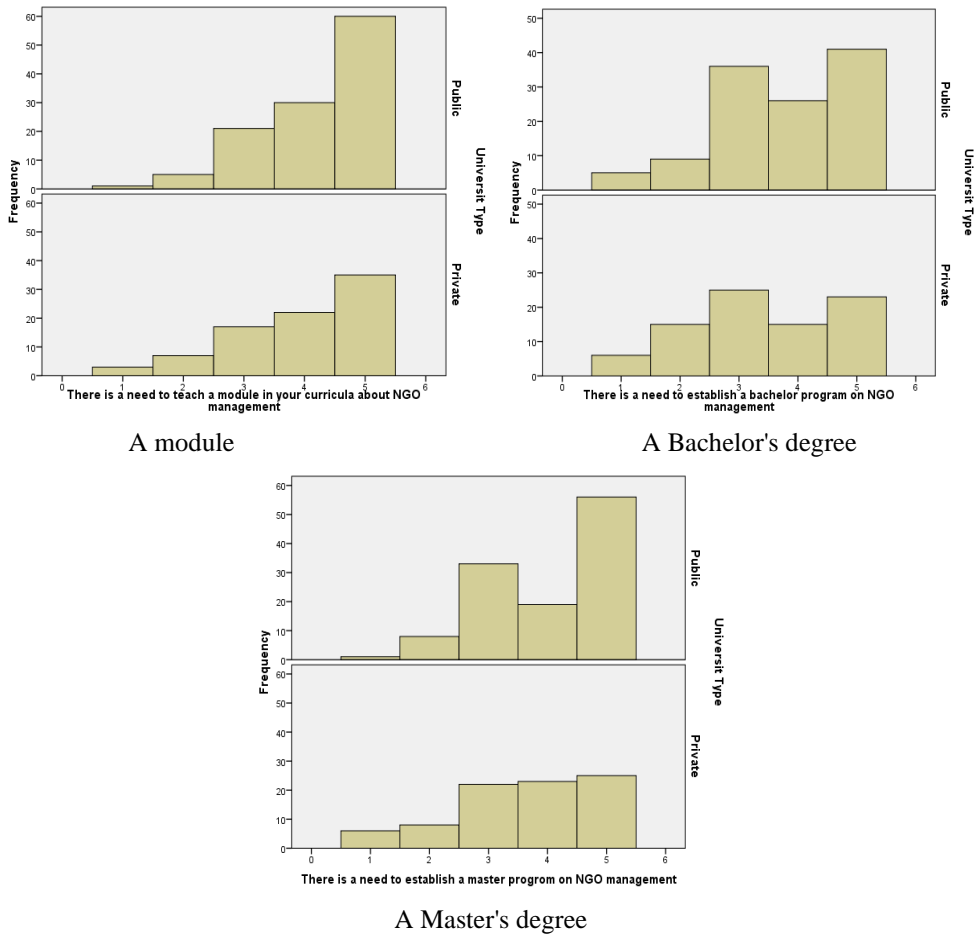 60
50
40
30
20
10
0
Public
60
50
40
30
20
10
0
Private
Frequency
Universit Type
0 1 2 3 4 5 6
There is a need to teach a module in your curricula about NGO
management
A module
50
40
30
20
10
0
Public
50
40
30
20
10
0
Private
Universit Type
0 1 2 3 4 5 6
There is a need to establish a bachelor program on NGO
management
A Bachelor's degree
60
50
40
30
20
10
0
Public
60
50
40
30
20
10
0
Private
Frequency
Universit Type
0 1 2 3 4 5 6
There is a need to establish a master progrom on NGO management
A Master's degree